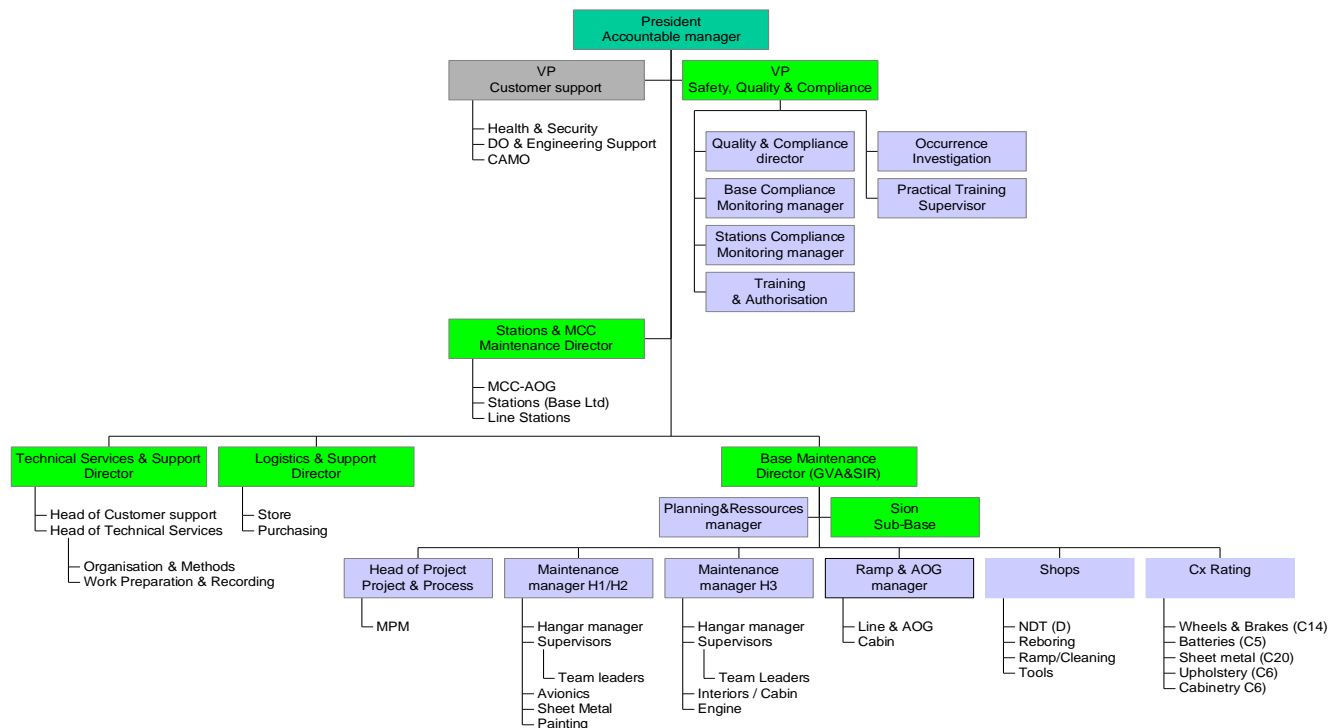 President
Accountable manager
VP
Customer support
VP
Safety, Quality & Compliance
Health & Security
DO & Engineering Support
CAMO
Quality & Compliance
director
Occurrence
Investigation
Base Compliance
Monitoring manager
Practical Training
Supervisor
Stations Compliance
Monitoring manager
Training
& Authorisation
Stations & MCC
Maintenance Director
MCC-AOG
Stations (Base Ltd)
Line Stations
Technical Services & Support
Director
Logistics & Support
Director
Base Maintenance
Director (GVA&SIR)
Head of Customer support
Head of Technical Services
Organisation & Methods
Work Preparation & Recording
Store
Purchasing
Planning&Ressources
manager
Sion
Sub-Base
Head of Project
Project & Process
MPM
Maintenance
manager H1/H2
Hangar manager
Supervisors
Team leaders
Avionics
Sheet Metal
Painting
Maintenance
manager H3
Hangar manager
Supervisors
Team Leaders
Interiors / Cabin
Engine
Ramp & AOG
manager
Line & AOG
Cabin
Shops
NDT (D)
Reboring
Ramp/Cleaning
Tools
Cx Rating
Wheels & Brakes (C14)
Batteries (C5)
Sheet metal (C20)
Upholstery (C6)
Cabinetry C6)